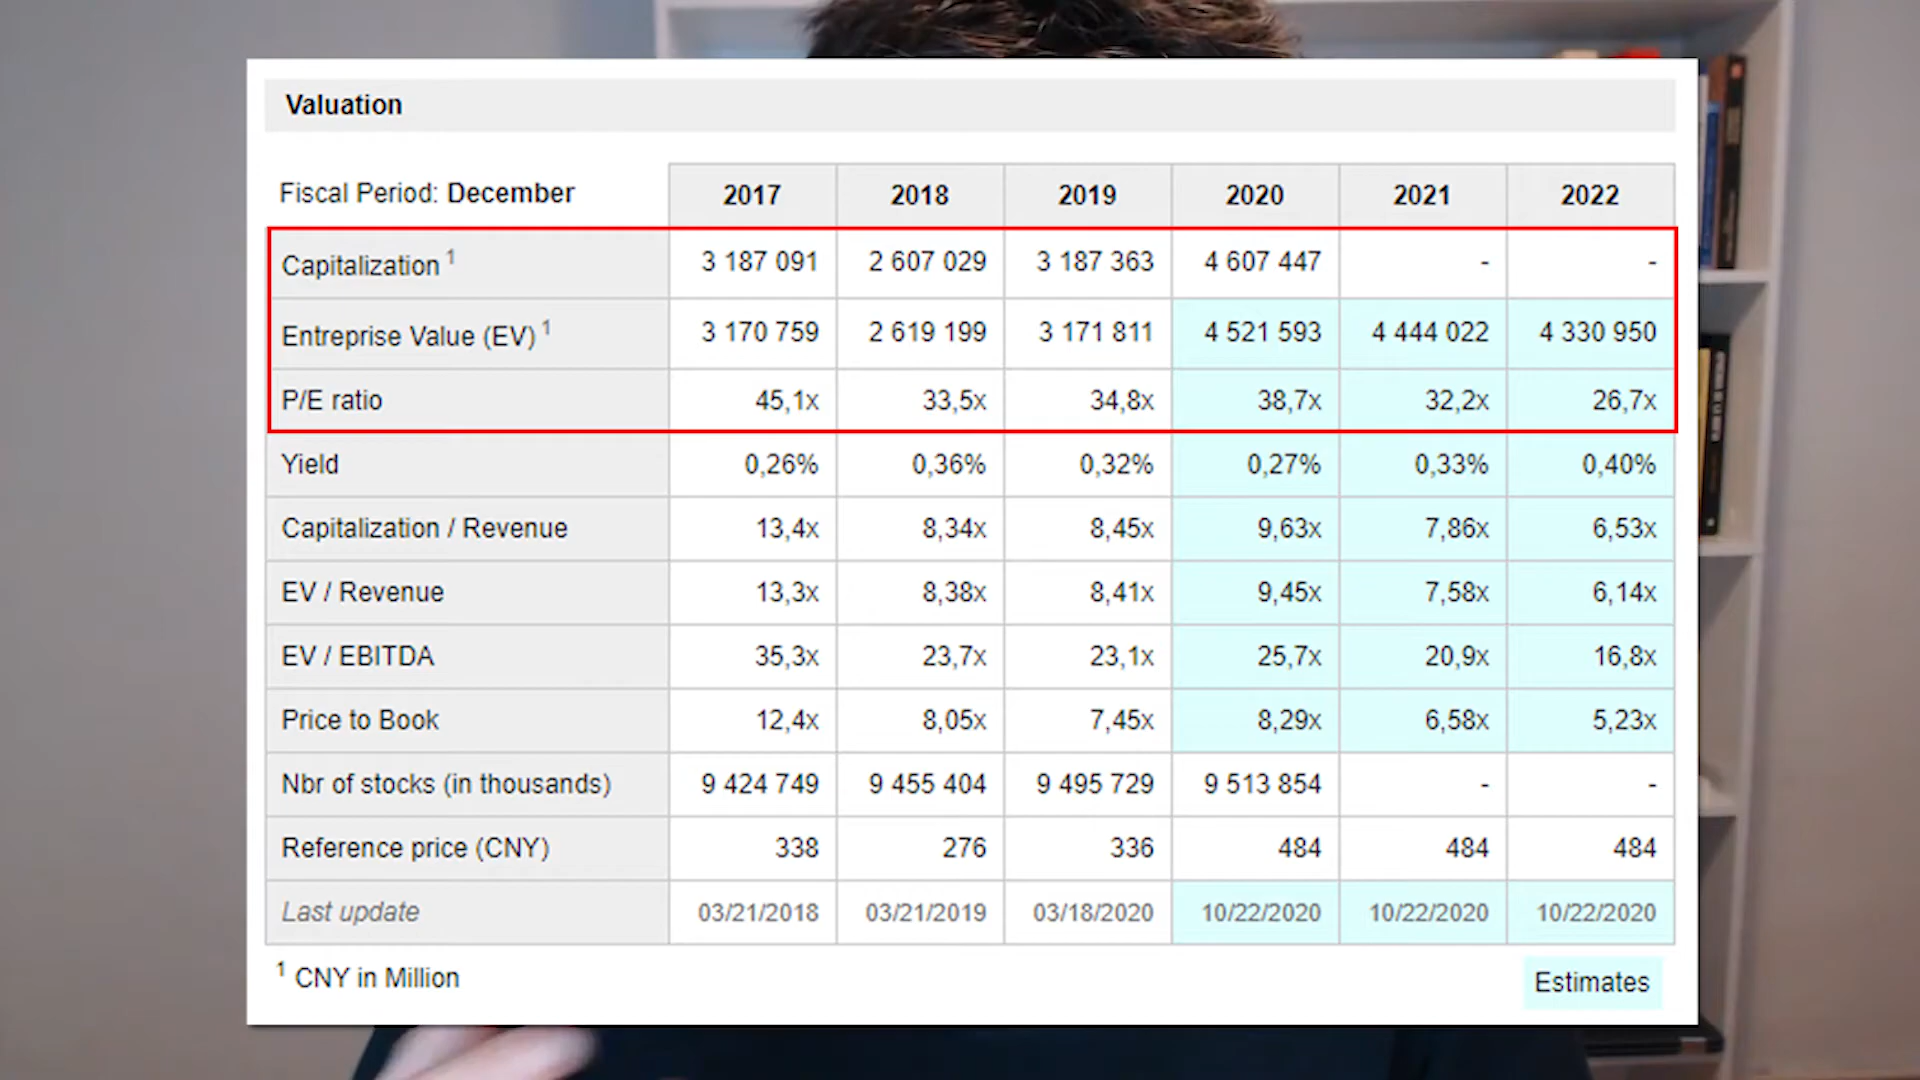 Valuation
Fiscal Period: December 2017 2018 2019 2020 2021 2022
Capitalization 1 3 187 091 2 607 029 3 187 363 4 607 447 - -
Entreprise Value (EV) 1 3 170 759 2 619 199 3 171 811 4 521 593 4 444 022 4 330 950
P/E ratio 45,1x 33,5x 34,8x 38,7x 32,2x 26,7x
Yield 0,26% 0,36% 0,32% 0,27% 0,33% 0,40%
Capitalization / Revenue 13,4x 8,34x 8,45x 9,63x 7,86x 6,53x
EV / Revenue 13,3x 8,38x 8,41x 9,45x 7,58x 6,14x
EV / EBITDA 35,3x 23,7x 23,1x 25,7x 20,9x 16,8x
Price to Book 12,4x 8,05x 7,45x 8,29x 6,58x 5,23x
Nbr of stocks (in thousands) 9 424 749 9 455 404 9 495 729 9 513 854 - -
Reference price (CNY) 338 276 336 484 484 484
Last update 03/21/2018 03/21/2019 03/18/2020 10/22/2020 10/22/2020 10/22/2020
1 CNY in Million
Estimates